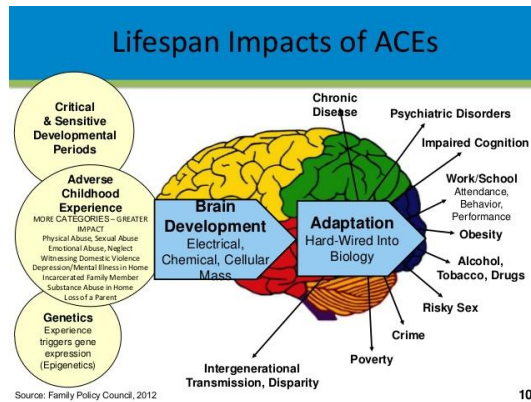 Lifespan Impacts of ACEs
Critical
& Sensitive
Developmental
Periods
Adverse
Childhood
Experience
MORE CATEGORIES – GREATER
IMPACT
Physical Abuse, Sexual Abuse
Emotional Abuse, Neglect
Witnessing Domestic Violence
Depression/Mental Illness in Home
Incarcerated Family Member
Substance Abuse in Home
Loss of a Parent
Genetics
Experience
triggers gene
expression
(Epigenetics)
Brain
Development
Electrical,
Chemical, Cellular
Mass
Adaptation
Hard-Wired Into
Biology
Chronic
Disease
Psychiatric Disorders
Impaired Cognition
Work/School
Attendance,
Behavior,
Performance
Obesity
Alcohol,
Tobacco, Drugs
Risky Sex
Crime
Poverty
Intergenerational
Transmission, Disparity
Source: Family Policy Council, 2012
10